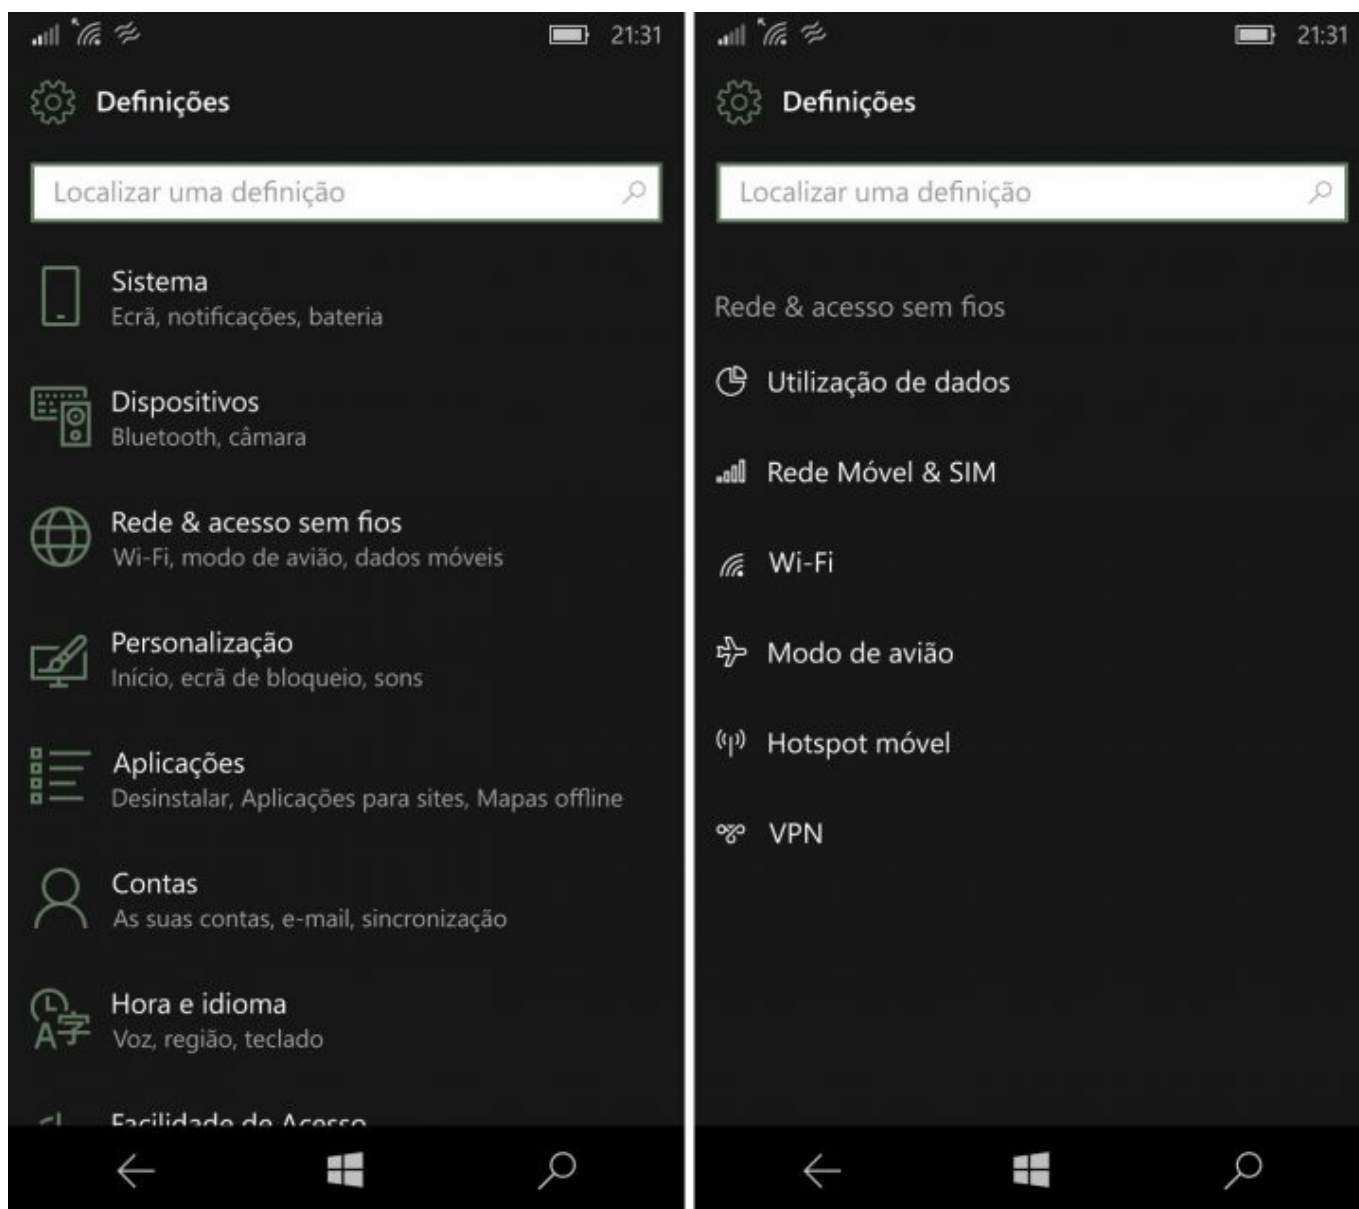 21:31
Definições
Localizar uma definição
Sistema
Ecrã, notificações, bateria
Dispositivos
Bluetooth, câmara
Rede & acesso sem fios
Wi-Fi, modo de avião, dados móveis
Personalização
Início, ecrã de bloqueio, sons
Aplicações
Desinstalar, Aplicações para sites, Mapas offline
Contas
As suas contas, e-mail, sincronização
Hora e idioma
Voz, região, teclado
Facilidade de Acesso
21:31
Definições
Localizar uma definição
Rede & acesso sem fios
Utilização de dados
Rede Móvel & SIM
Wi-Fi
Modo de avião
Hotspot móvel
VPN